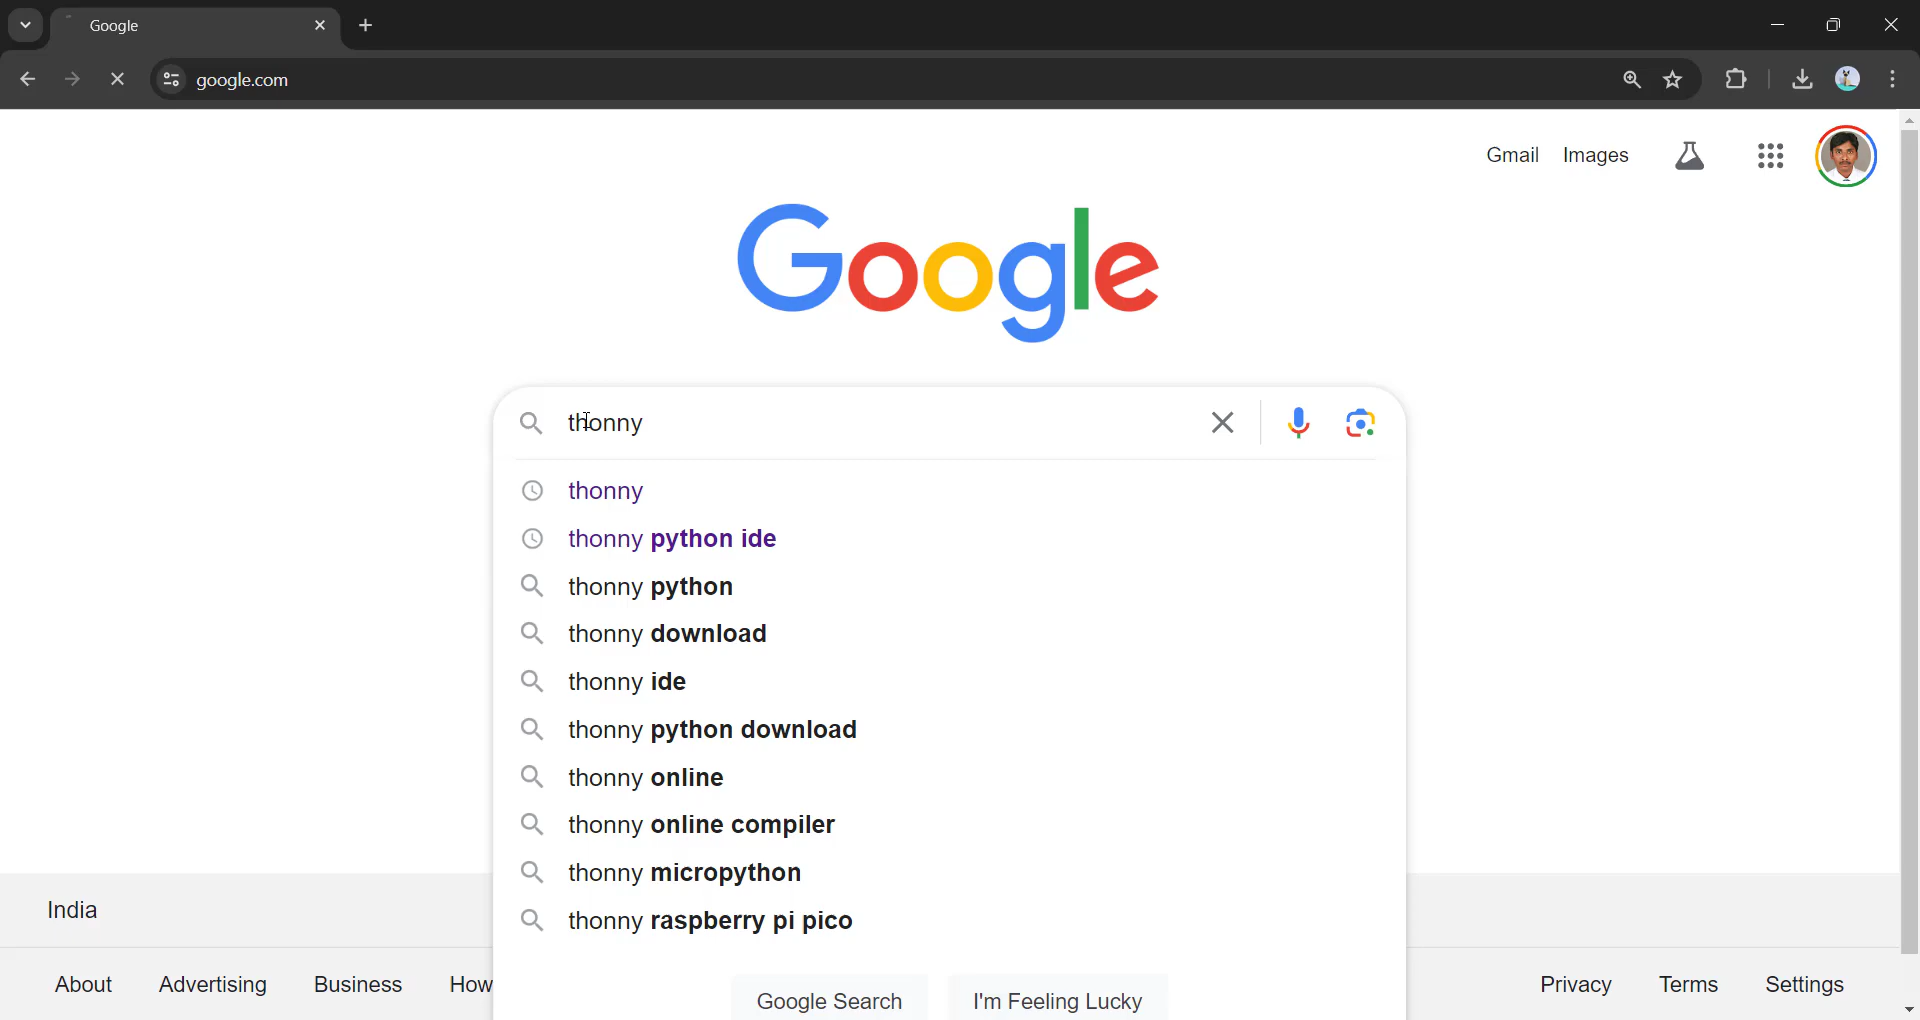 Google
google.com
Gmail Images
Google
thonny
thonny
thonny python ide
thonny python
thonny download
thonny ide
thonny python download
thonny online
thonny online compiler
thonny micropython
thonny raspberry pi pico
Google Search I'm Feeling Lucky
India
About Advertising Business How
Privacy Terms Settings